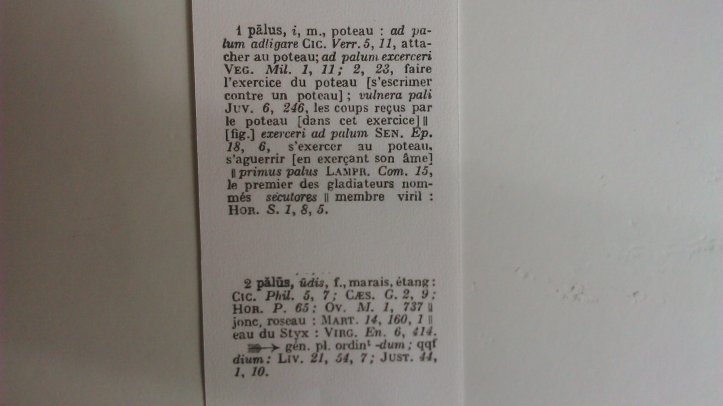 1 pālus, i, m., poteau : ad pa-
lum adligare CIC. Verr. 5, 11, atta-
cher au poteau; ad palum exerceri
VEG. Mil. 1, 11; 2, 23, faire
l'exercice du poteau [s'escrimer
contre un poteau] ; vulnera pali
JUV. 6, 246, les coups reçus par
le poteau [dans cet exercice] ||
[fig.] exerceri ad palum SEN. Ep.
18, 6, s'exercer au poteau,
s'aguerrir [en exerçant son âme]
|| primus palus LAMPR. Com. 15,
le premier des gladiateurs nom-
més secutores || membre viril :
HOR. S. 1, 8, 5.
2 pălūs, ūdis, f., marais, étang :
CIC. Phil. 5, 7; CÆS. G. 2, 9;
HOR. P. 65; OV. M. 1, 737 ||
jonc, roseau : MART. 14, 160, 1 ||
eau du Styx : VIRG. En. 6, 414.
➳ gén. pl. ordinᵗ -dum; qqf
dium : LIV. 21, 54, 7; JUST. 44,
1, 10.